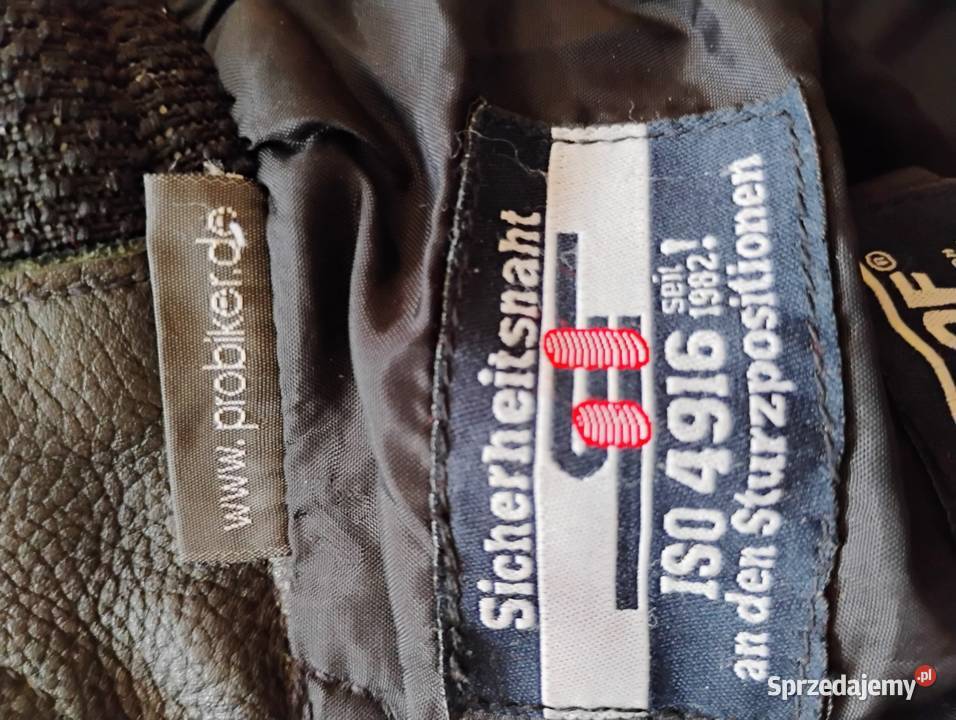 www.probiker.de
Sicherheitsnaht
ISO 4916 seit 1982!
an den Sturzpositionen
Sprzedajemy.pl